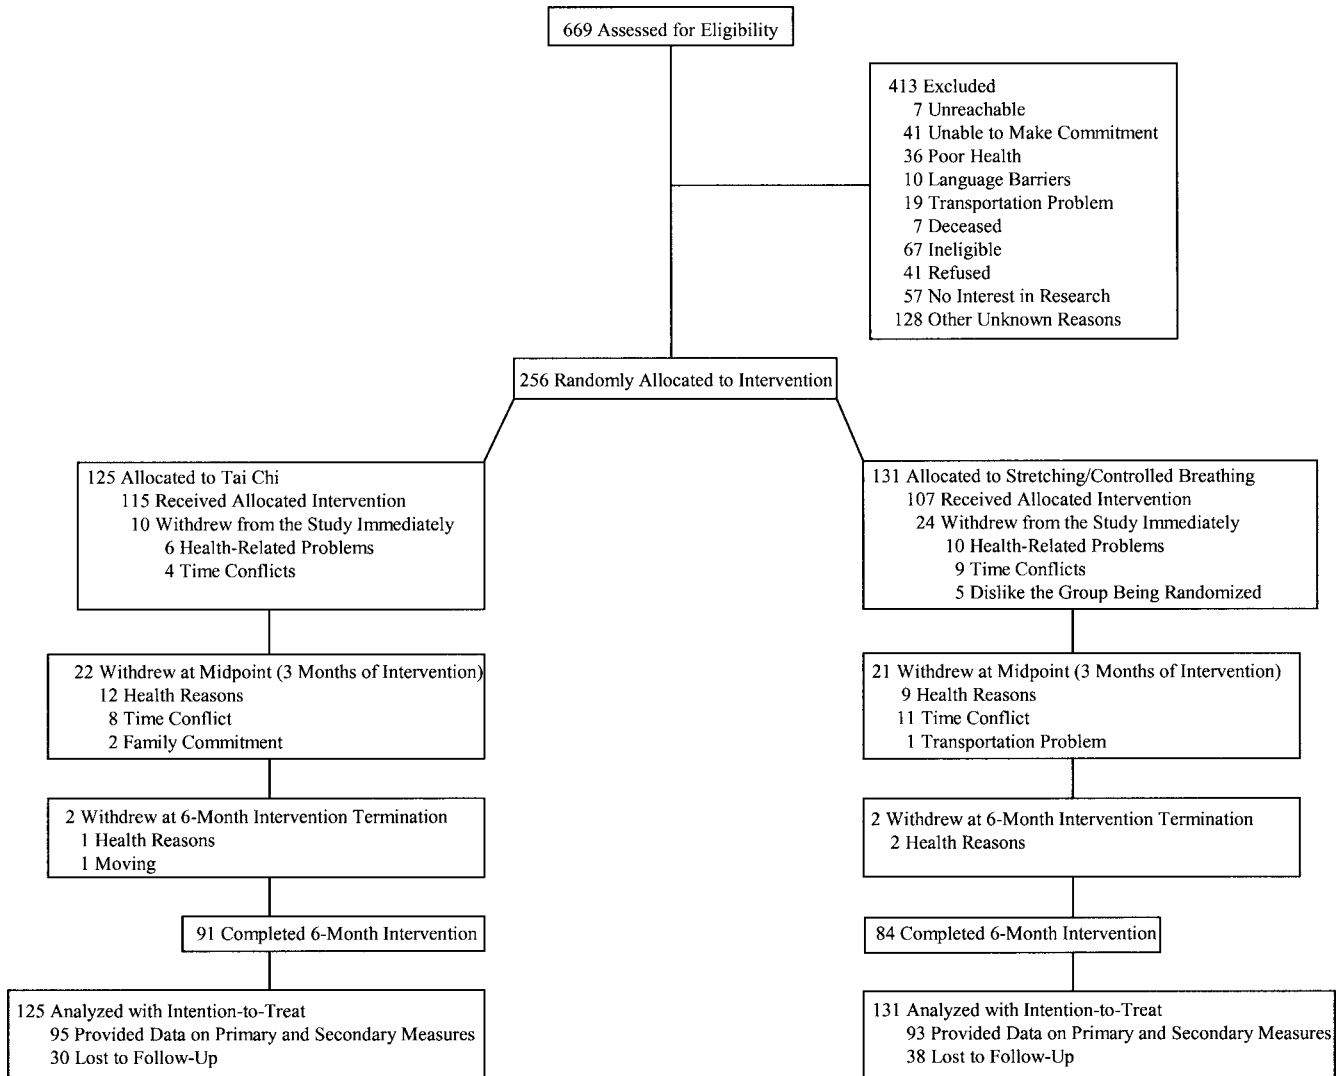 669 Assessed for Eligibility
413 Excluded
7 Unreachable
41 Unable to Make Commitment
36 Poor Health
10 Language Barriers
19 Transportation Problem
7 Deceased
67 Ineligible
41 Refused
57 No Interest in Research
128 Other Unknown Reasons
256 Randomly Allocated to Intervention
125 Allocated to Tai Chi
115 Received Allocated Intervention
10 Withdrew from the Study Immediately
6 Health-Related Problems
4 Time Conflicts
131 Allocated to Stretching/Controlled Breathing
107 Received Allocated Intervention
24 Withdrew from the Study Immediately
10 Health-Related Problems
9 Time Conflicts
5 Dislike the Group Being Randomized
22 Withdrew at Midpoint (3 Months of Intervention)
12 Health Reasons
8 Time Conflict
2 Family Commitment
21 Withdrew at Midpoint (3 Months of Intervention)
9 Health Reasons
11 Time Conflict
1 Transportation Problem
2 Withdrew at 6-Month Intervention Termination
1 Health Reasons
1 Moving
2 Withdrew at 6-Month Intervention Termination
2 Health Reasons
91 Completed 6-Month Intervention
84 Completed 6-Month Intervention
125 Analyzed with Intention-to-Treat
95 Provided Data on Primary and Secondary Measures
30 Lost to Follow-Up
131 Analyzed with Intention-to-Treat
93 Provided Data on Primary and Secondary Measures
38 Lost to Follow-Up